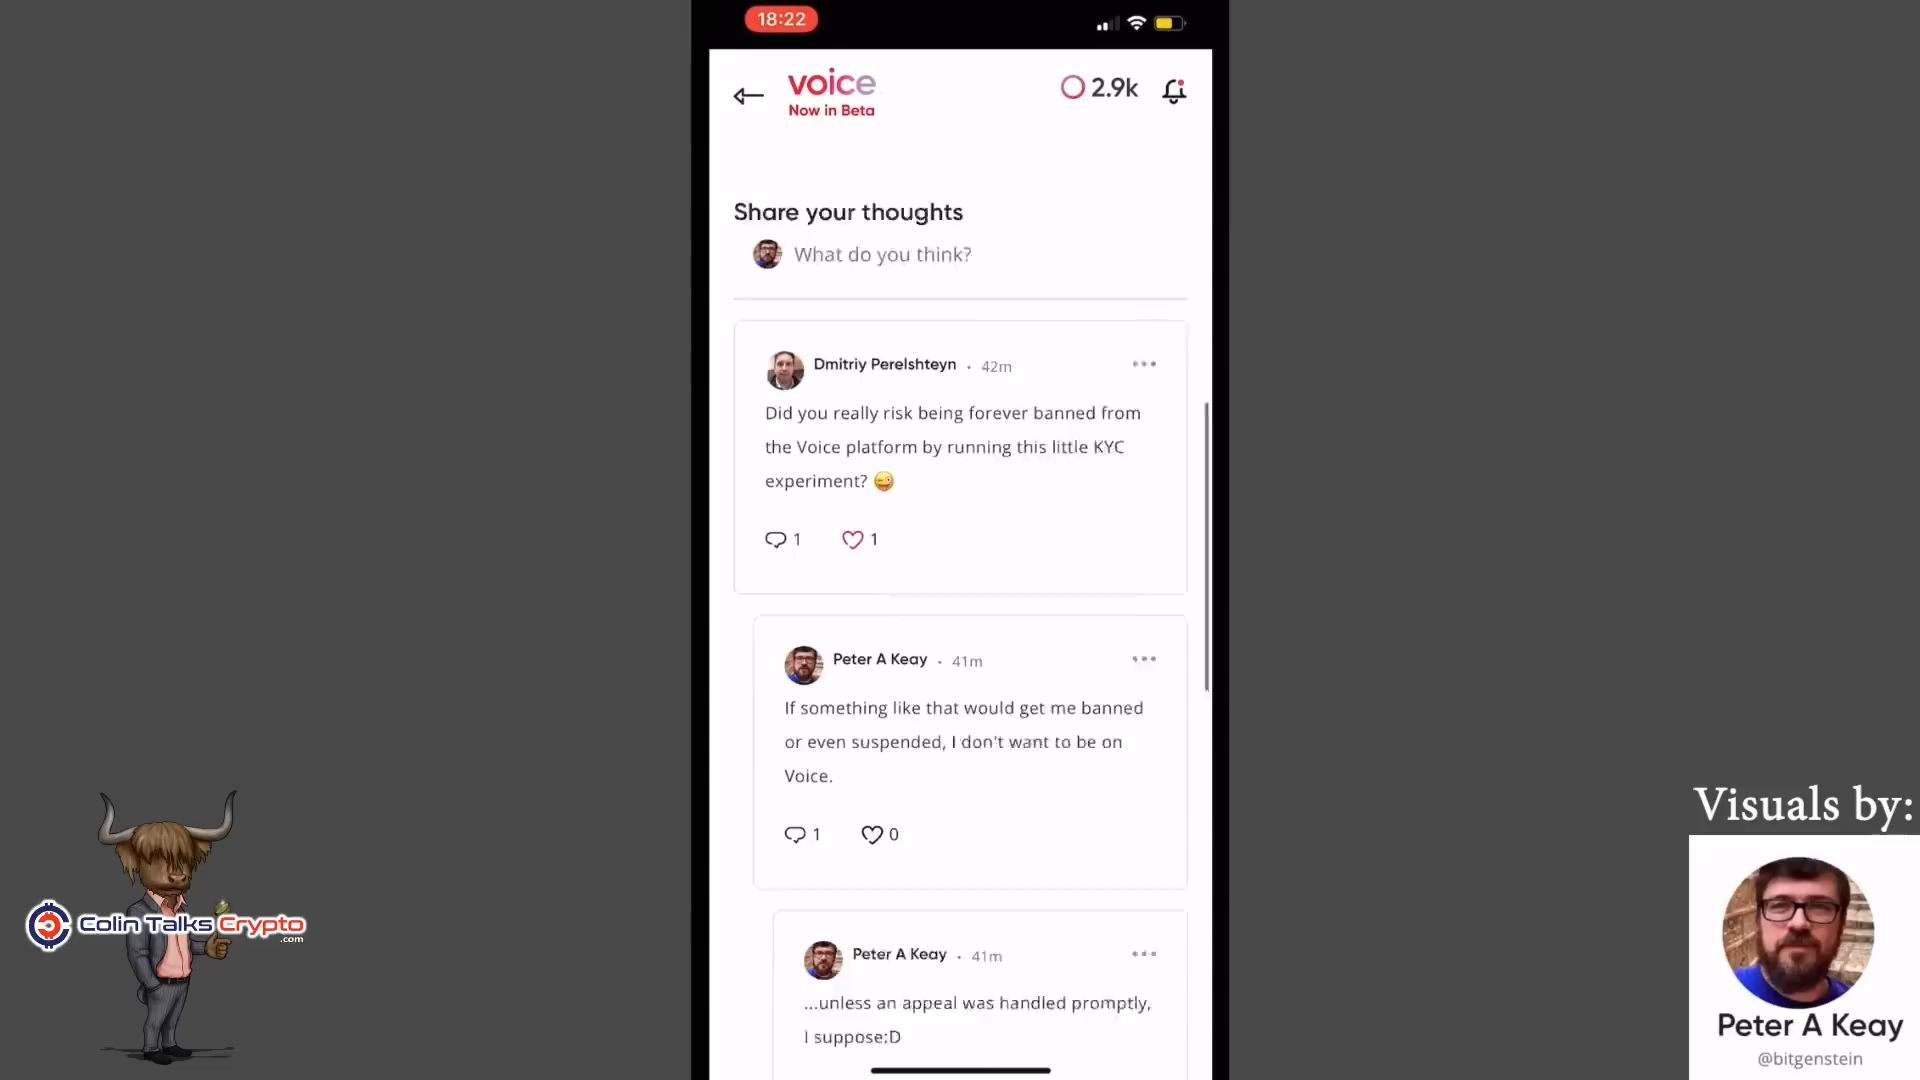 18:22
voice
Now in Beta
2.9k
Share your thoughts
What do you think?
Dmitriy Perelshteyn · 42m
Did you really risk being forever banned from
the Voice platform by running this little KYC
experiment? 😜
1 1
Peter A Keay · 41m
If something like that would get me banned
or even suspended, I don't want to be on
Voice.
1 0
Peter A Keay · 41m
...unless an appeal was handled promptly,
I suppose:D
Colin Talks Crypto
.com
Visuals by:
Peter A Keay
@bitgenstein